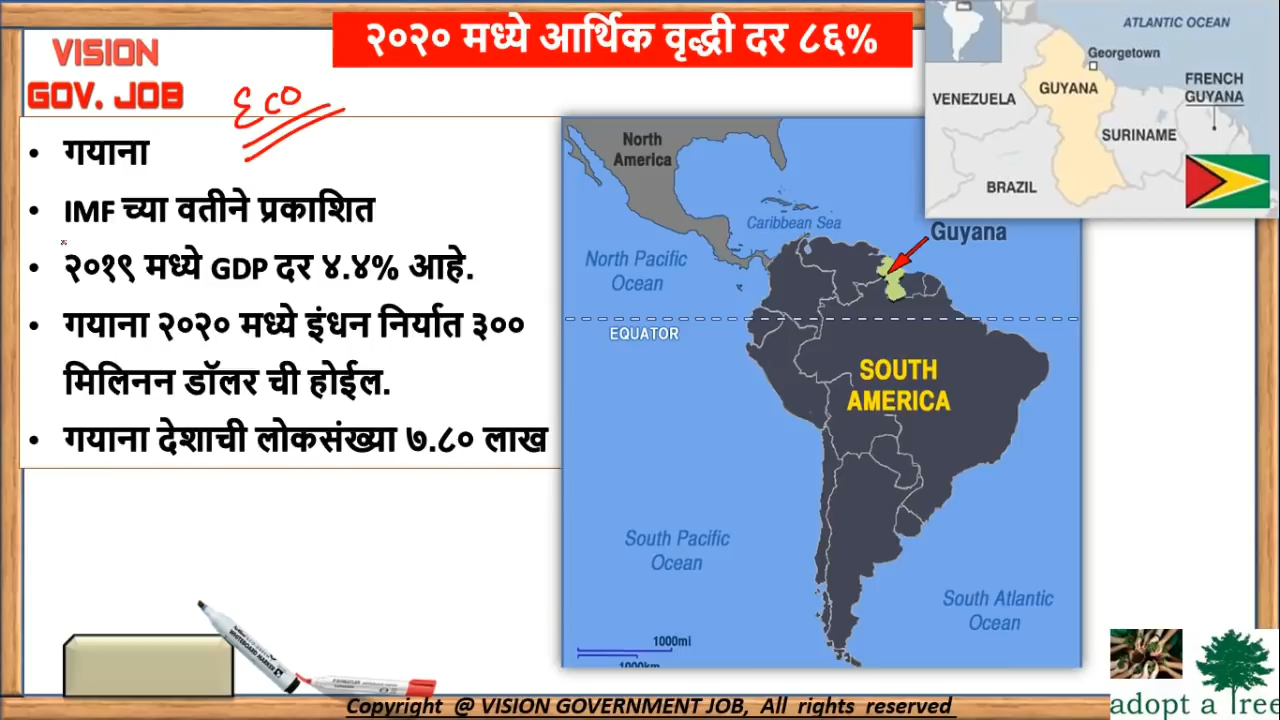 २०२० मध्ये आर्थिक वृद्धी दर ८६%
VISION
GOV. JOB
Eco
• गयाना
• IMF च्या वतीने प्रकाशित
• २०१९ मध्ये GDP दर ४.४% आहे.
• गयाना २०२० मध्ये इंधन निर्यात ३००
मिलिनन डॉलर ची होईल.
• गयाना देशाची लोकसंख्या ७.८० लाख
ATLANTIC OCEAN
Georgetown
VENEZUELA
GUYANA
FRENCH
GUYANA
SURINAME
BRAZIL
North
America
Caribbean Sea
Guyana
North Pacific
Ocean
EQUATOR
SOUTH
AMERICA
South Pacific
Ocean
South Atlantic
Ocean
1000mi
1000km
WHITEBOARD MARKER
adopt a Tree
Copyright @ VISION GOVERNMENT JOB, All rights reserved